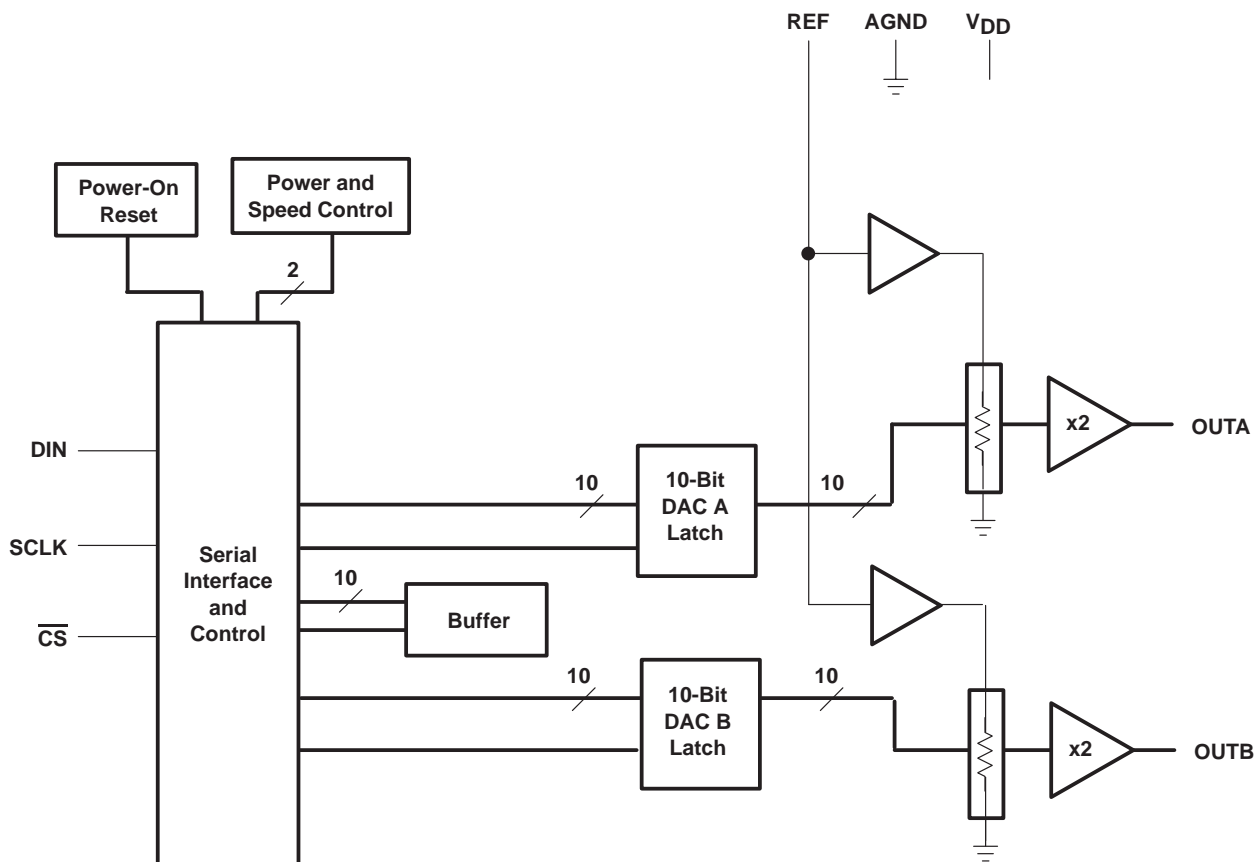 REF AGND VDD
Power-On
Reset
Power and
Speed Control
2
x2
OUTA
DIN
10
10-Bit
DAC A
Latch
10
SCLK
Serial
Interface
and
Control
10
Buffer
CS
10
10-Bit
DAC B
Latch
10
x2
OUTB